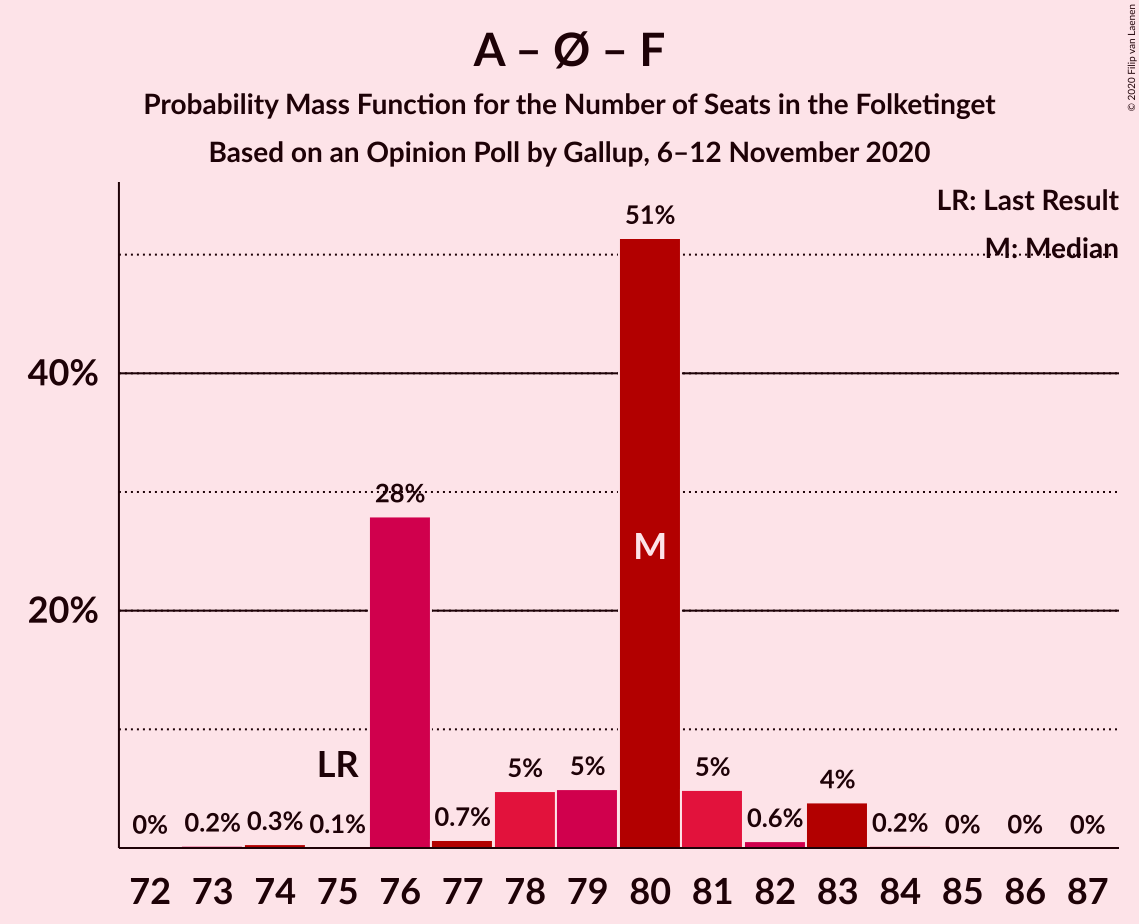 A – Ø – F
Probability Mass Function for the Number of Seats in the Folketinget
Based on an Opinion Poll by Gallup, 6–12 November 2020
© 2020 Filip van Laenen
LR: Last Result
M: Median
51%
40%
28%
M
20%
LR
0% 0.2% 0.3% 0.1% 0.7% 5% 5% 5% 0.6% 4% 0.2% 0% 0% 0%
72 73 74 75 76 77 78 79 80 81 82 83 84 85 86 87